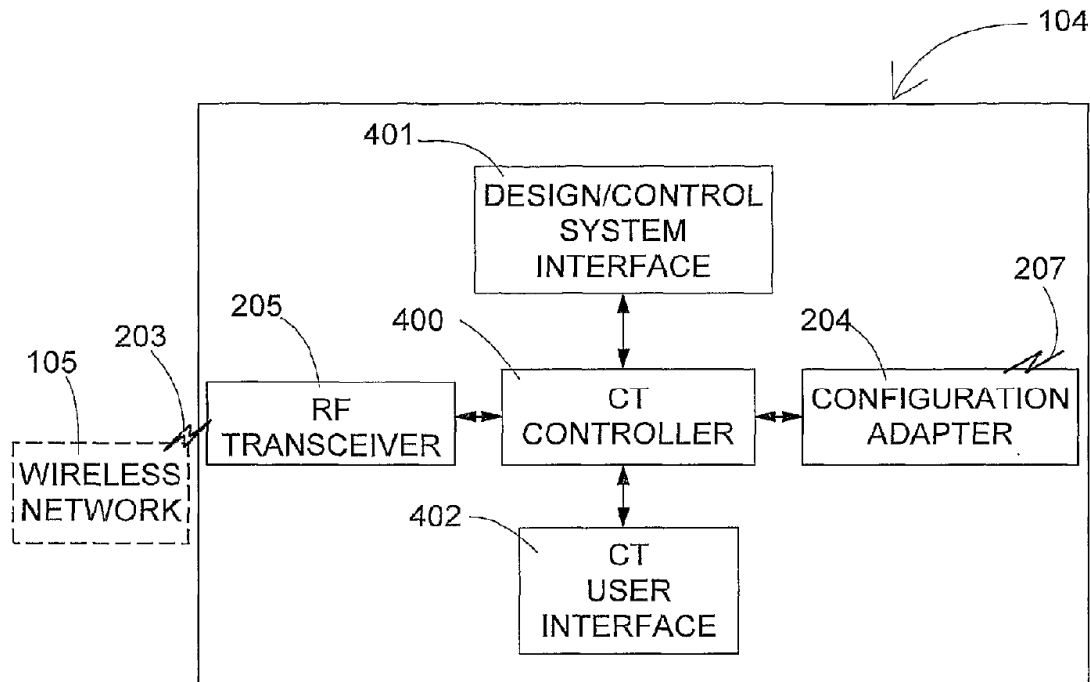 104
401
DESIGN/CONTROL
SYSTEM
INTERFACE
207
205
400
204
203
105
RF
TRANSCEIVER
CT
CONTROLLER
CONFIGURATION
ADAPTER
WIRELESS
NETWORK
402
CT
USER
INTERFACE